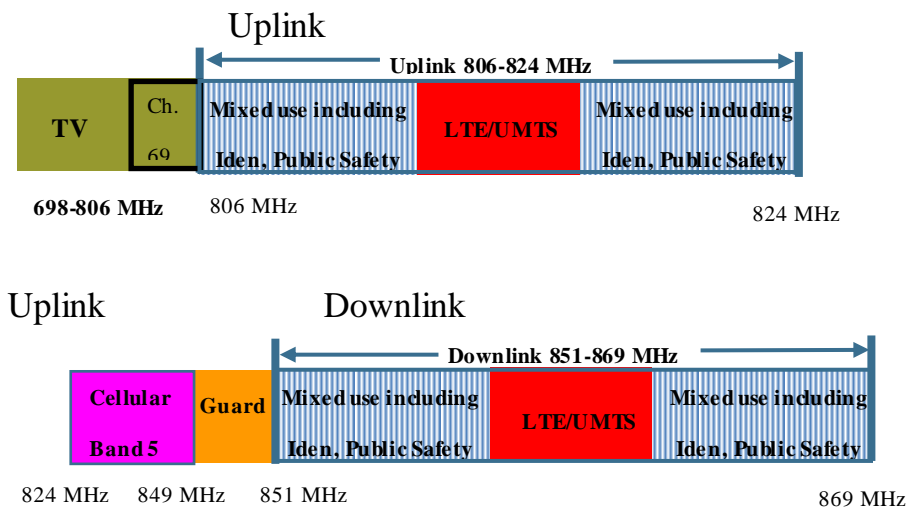 Uplink
Uplink 806-824 MHz
TV
Ch.
69
Mixed use including
Iden, Public Safety
LTE/UMTS
Mixed use including
Iden, Public Safety
698-806 MHz
806 MHz
824 MHz
Uplink
Downlink
Downlink 851-869 MHz
Cellular
Band 5
Guard
Mixed use including
Iden, Public Safety
LTE/UMTS
Mixed use including
Iden, Public Safety
824 MHz
849 MHz
851 MHz
869 MHz